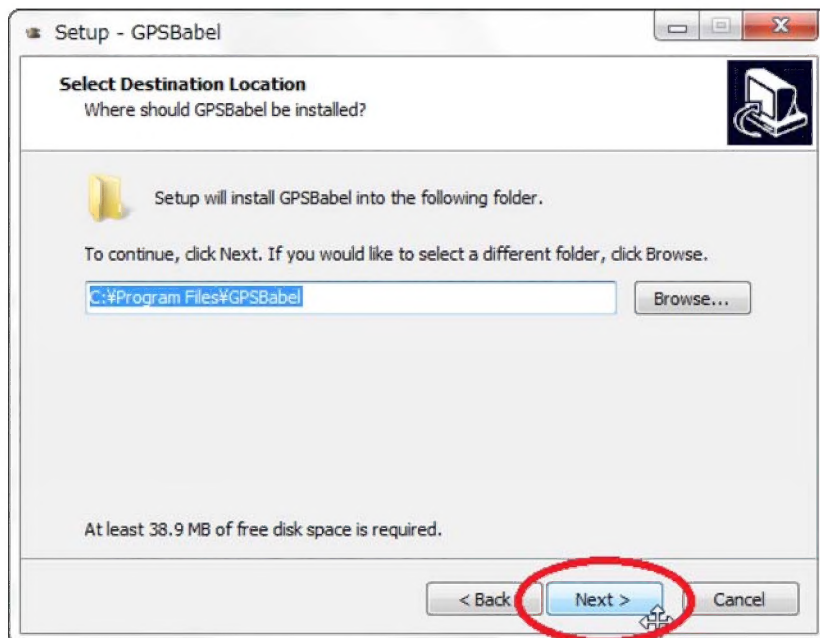 Setup - GPSBabel
Select Destination Location
Where should GPSBabel be installed?
Setup will install GPSBabel into the following folder.
To continue, click Next. If you would like to select a different folder, click Browse.
C:¥Program Files¥GPSBabel
Browse...
At least 38.9 MB of free disk space is required.
< Back
Next >
Cancel